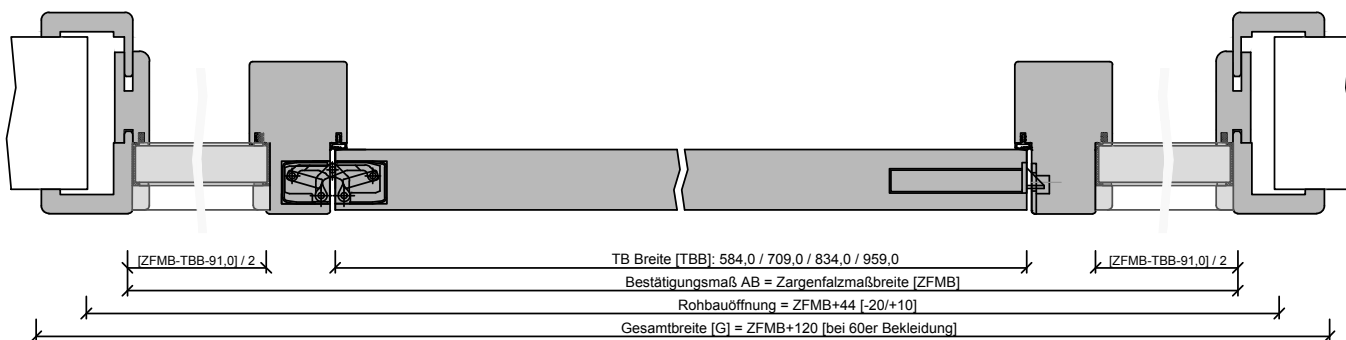 [ZFMB-TBB-91,0] / 2
TB Breite [TBB]: 584,0 / 709,0 / 834,0 / 959,0
[ZFMB-TBB-91,0] / 2
Bestätigungsmaß AB = Zargenfalzmaßbreite [ZFMB]
Rohbauöffnung = ZFMB+44 [-20/+10]
Gesamtbreite [G] = ZFMB+120 [bei 60er Bekleidung]